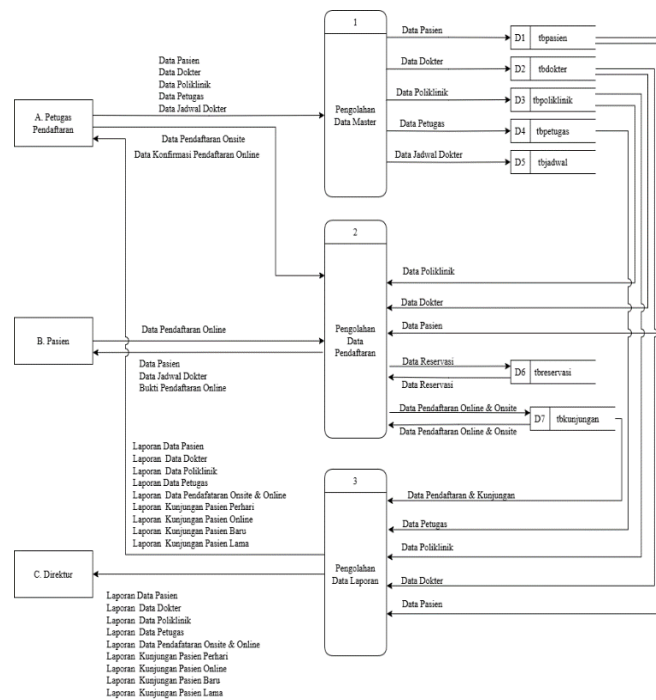 1
Pengolahan
Data Master
Data Pasien
Data Dokter
Data Poliklinik
Data Petugas
Data Jadwal Dokter
D1 tbpasien
D2 tbdokter
D3 tbpoliklinik
D4 tbpetugas
D5 tbjadwal
A. Petugas
Pendaftaran
Data Pasien
Data Dokter
Data Poliklinik
Data Petugas
Data Jadwal Dokter
Data Pendaftaran Onsite
Data Konfirmasi Pendaftaran Online
2
Pengolahan
Data
Pendaftaran
Data Poliklinik
Data Dokter
Data Pasien
Data Reservasi
Data Reservasi
D6 tbreservasi
Data Pendaftaran Online & Onsite
Data Pendaftaran Online & Onsite
D7 tbkunjungan
B. Pasien
Data Pendaftaran Online
Data Pasien
Data Jadwal Dokter
Bukti Pendaftaran Online
Laporan Data Pasien
Laporan Data Dokter
Laporan Data Poliklinik
Laporan Data Petugas
Laporan Data Pendafataran Onsite & Online
Laporan Kunjungan Pasien Perhari
Laporan Kunjungan Pasien Online
Laporan Kunjungan Pasien Baru
Laporan Kunjungan Pasien Lama
3
Pengolahan
Data Laporan
Data Pendaftaran & Kunjungan
Data Petugas
Data Poliklinik
Data Dokter
Data Pasien
C. Direktur
Laporan Data Pasien
Laporan Data Dokter
Laporan Data Poliklinik
Laporan Data Petugas
Laporan Data Pendafataran Onsite & Online
Laporan Kunjungan Pasien Perhari
Laporan Kunjungan Pasien Online
Laporan Kunjungan Pasien Baru
Laporan Kunjungan Pasien Lama